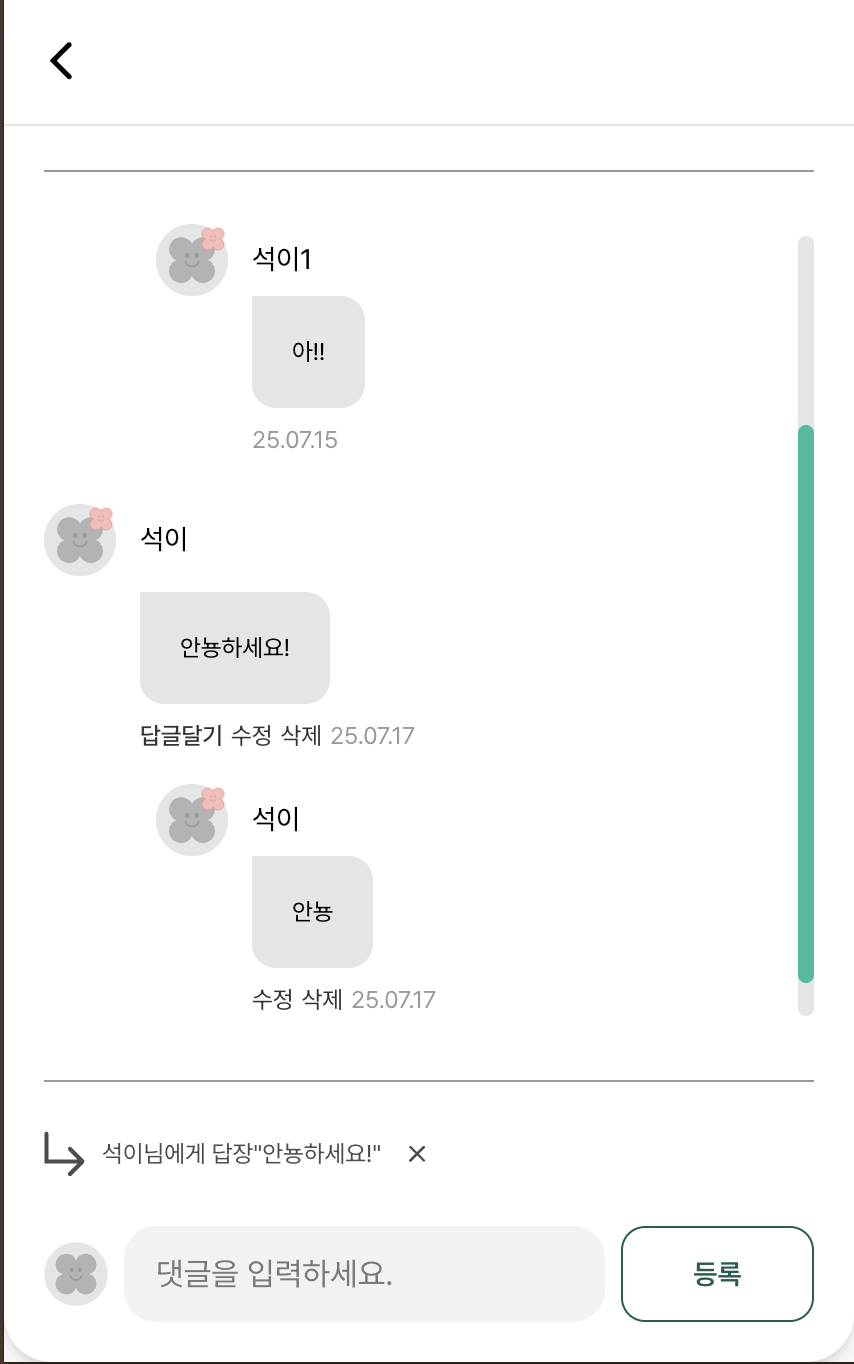 석이1
아!!
25.07.15
석이
안뇽하세요!
답글달기 수정 삭제 25.07.17
석이
안뇽
수정 삭제 25.07.17
석이님에게 답장"안뇽하세요!" ×
댓글을 입력하세요. 등록